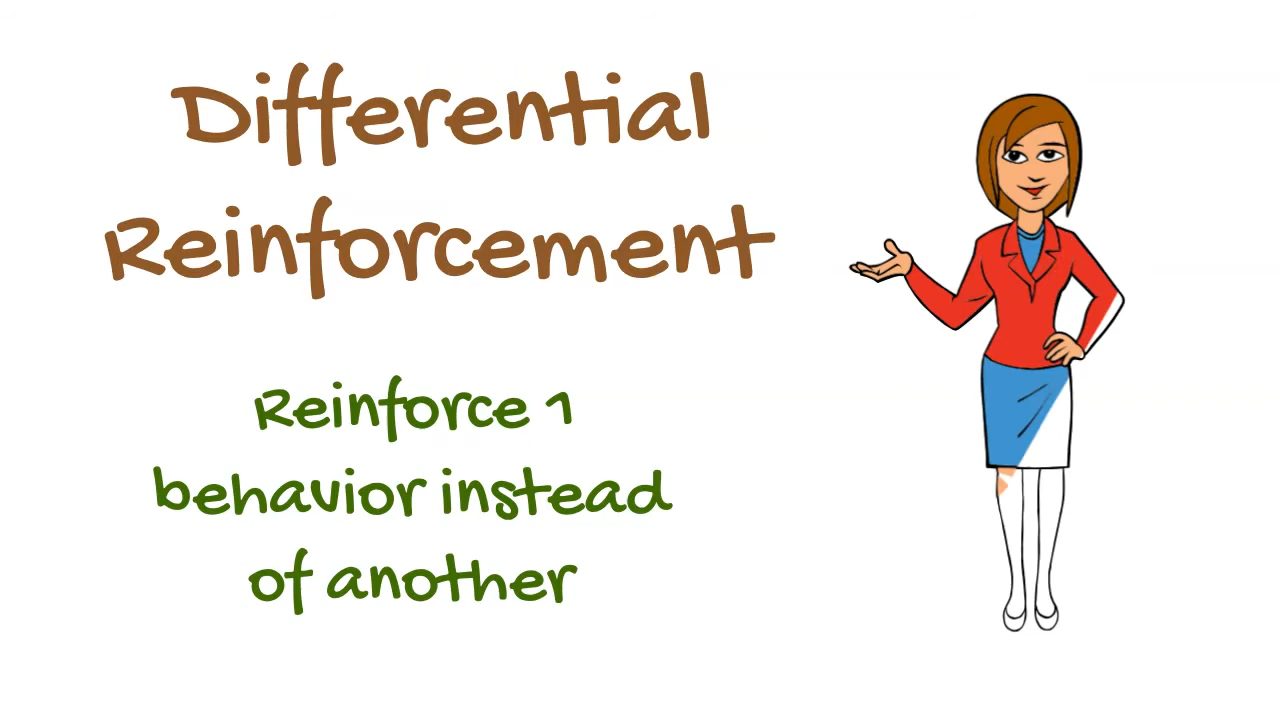 Differential
Reinforcement
Reinforce 1
behavior instead
of another